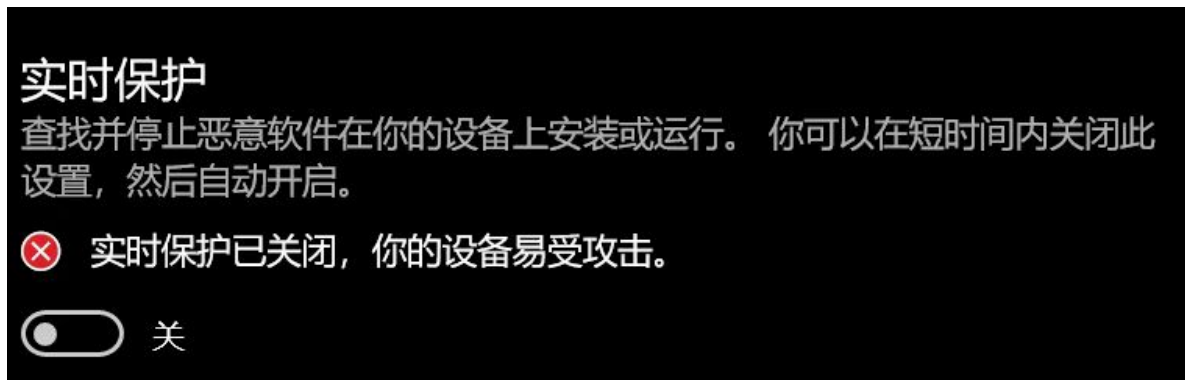 实时保护
查找并停止恶意软件在你的设备上安装或运行。 你可以在短时间内关闭此
设置，然后自动开启。
实时保护已关闭，你的设备易受攻击。
关